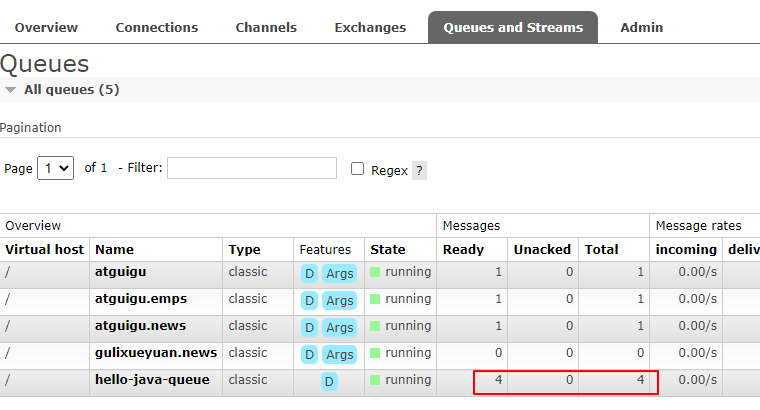 Overview Connections Channels Exchanges Queues and Streams Admin
Queues
All queues (5)
Pagination
Page 1 of 1 - Filter: Regex ?
Overview Messages Message rates
Virtual host Name Type Features State Ready Unacked Total incoming deliv
/ atguigu classic D Args running 1 0 1 0.00/s
/ atguigu.emps classic D Args running 1 0 1 0.00/s
/ atguigu.news classic D Args running 1 0 1 0.00/s
/ gulixueyuan.news classic D Args running 0 0 0 0.00/s
/ hello-java-queue classic D running 4 0 4 0.00/s